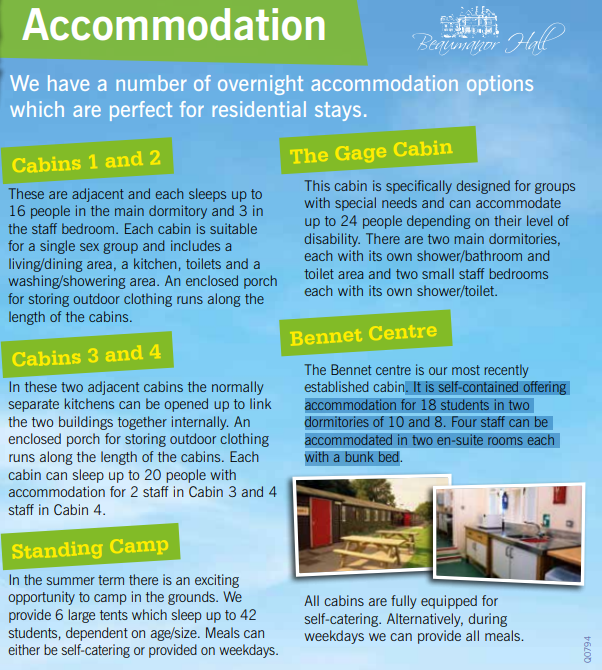 Accommodation
Beaumanor Hall
We have a number of overnight accommodation options
which are perfect for residential stays.
Cabins 1 and 2
These are adjacent and each sleeps up to
16 people in the main dormitory and 3 in
the staff bedroom. Each cabin is suitable
for a single sex group and includes a
living/dining area, a kitchen, toilets and a
washing/showering area. An enclosed porch
for storing outdoor clothing runs along the
length of the cabins.
Cabins 3 and 4
In these two adjacent cabins the normally
separate kitchens can be opened up to link
the two buildings together internally. An
enclosed porch for storing outdoor clothing
runs along the length of the cabins. Each
cabin can sleep up to 20 people with
accommodation for 2 staff in Cabin 3 and 4
staff in Cabin 4.
Standing Camp
In the summer term there is an exciting
opportunity to camp in the grounds. We
provide 6 large tents which sleep up to 42
students, dependent on age/size. Meals can
either be self-catering or provided on weekdays.
The Gage Cabin
This cabin is specifically designed for groups
with special needs and can accommodate
up to 24 people depending on their level of
disability. There are two main dormitories,
each with its own shower/bathroom and
toilet area and two small staff bedrooms
each with its own shower/toilet.
Bennet Centre
The Bennet centre is our most recently
established cabin. It is self-contained offering
accommodation for 18 students in two
dormitories of 10 and 8. Four staff can be
accommodated in two en-suite rooms each
with a bunk bed.
All cabins are fully equipped for
self-catering. Alternatively, during
weekdays we can provide all meals.
Q0794